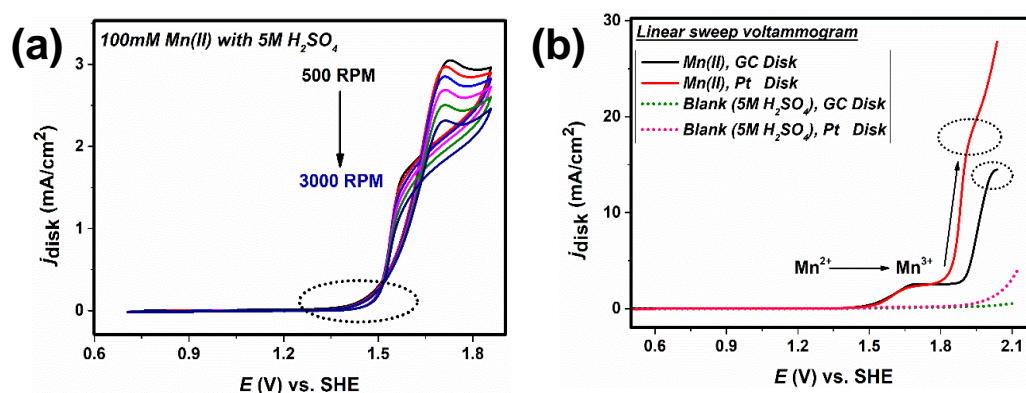 (a)
100mM Mn(II) with 5M H₂SO₄
500 RPM
3000 RPM
j_disk (mA/cm²)
3
2
1
0
0.6 0.9 1.2 1.5 1.8
E (V) vs. SHE
(b)
Linear sweep voltammogram
Mn(II), GC Disk
Mn(II), Pt Disk
Blank (5M H₂SO₄), GC Disk
Blank (5M H₂SO₄), Pt Disk
Mn²⁺ Mn³⁺
j_disk (mA/cm²)
30
20
10
0
0.6 0.9 1.2 1.5 1.8 2.1
E (V) vs. SHE